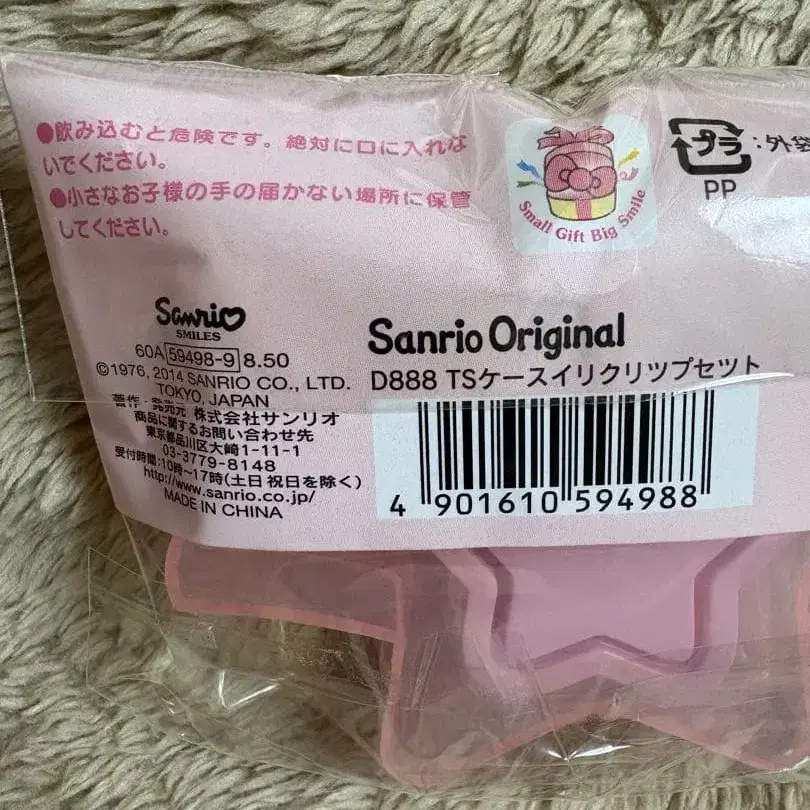 ●飲み込むと危険です。絶対に口に入れな
いでください。
●小さなお子様の手の届かない場所に保管
してください。
Small Gift Big Smile
プラ:外袋
PP
Sanrio
SMILES
60A 59498-9 8.50
©1976, 2014 SANRIO CO., LTD.
TOKYO, JAPAN
著作・発売元 株式会社サンリオ
商品に関するお問い合わせ先
東京都品川区大崎1-11-1
03-3779-8148
受付時間:10時〜17時(土日祝日を除く)
http://www.sanrio.co.jp/
MADE IN CHINA
Sanrio Original
D888 TSケースイリクリツプセツト
4 901610 594988